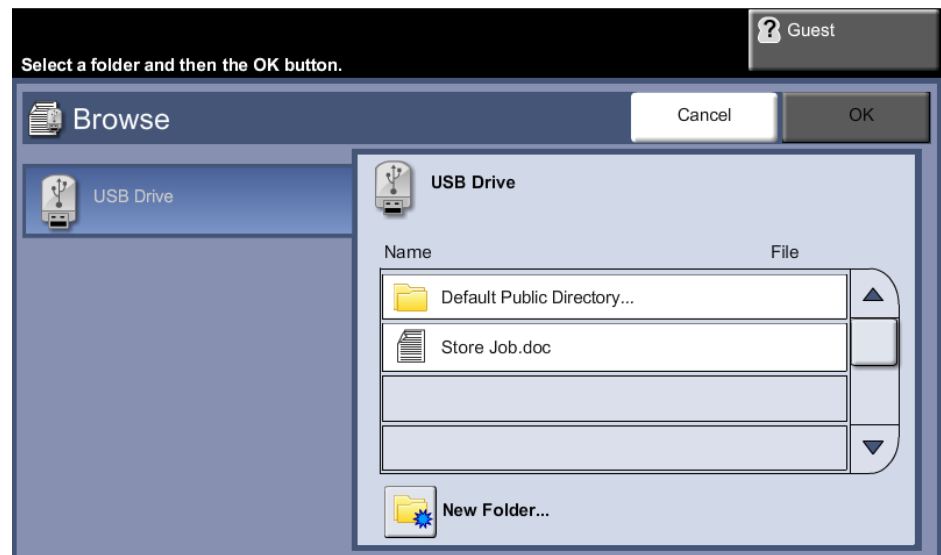 Guest
Select a folder and then the OK button.
Browse
Cancel
OK
USB Drive
USB Drive
Name File
Default Public Directory...
Store Job.doc
New Folder...